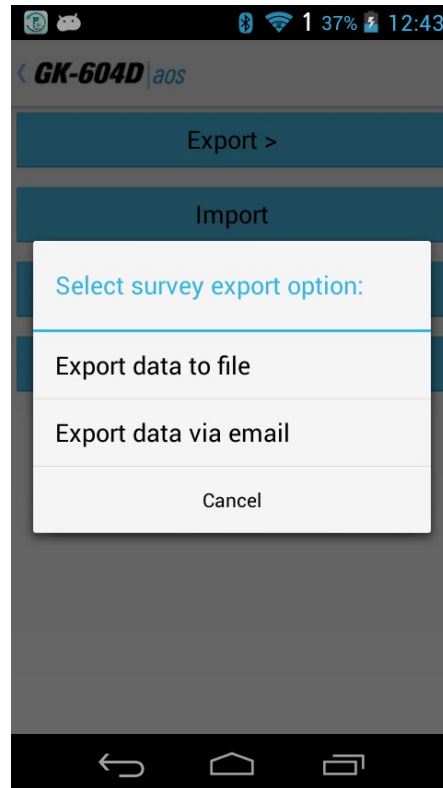 1 37% 12:43
GK-604D aos
Export >
Import
Select survey export option:
Export data to file
Export data via email
Cancel